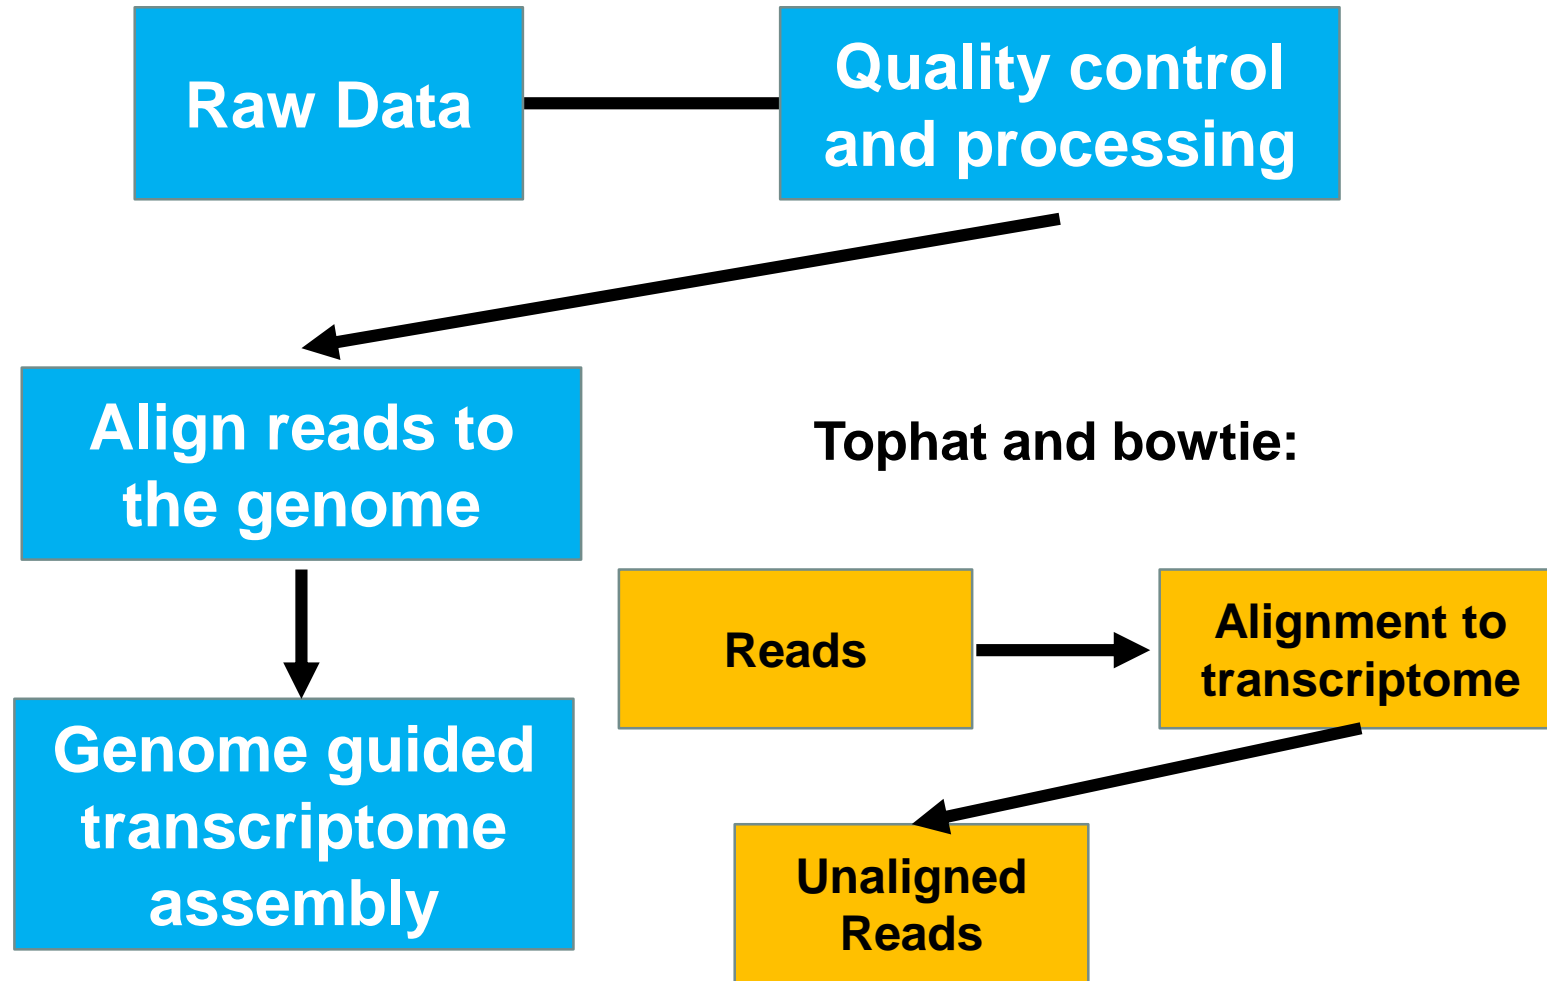 Raw Data
Quality control
and processing
Align reads to
the genome
Tophat and bowtie:
Reads
Alignment to
transcriptome
Genome guided
transcriptome
assembly
Unaligned
Reads